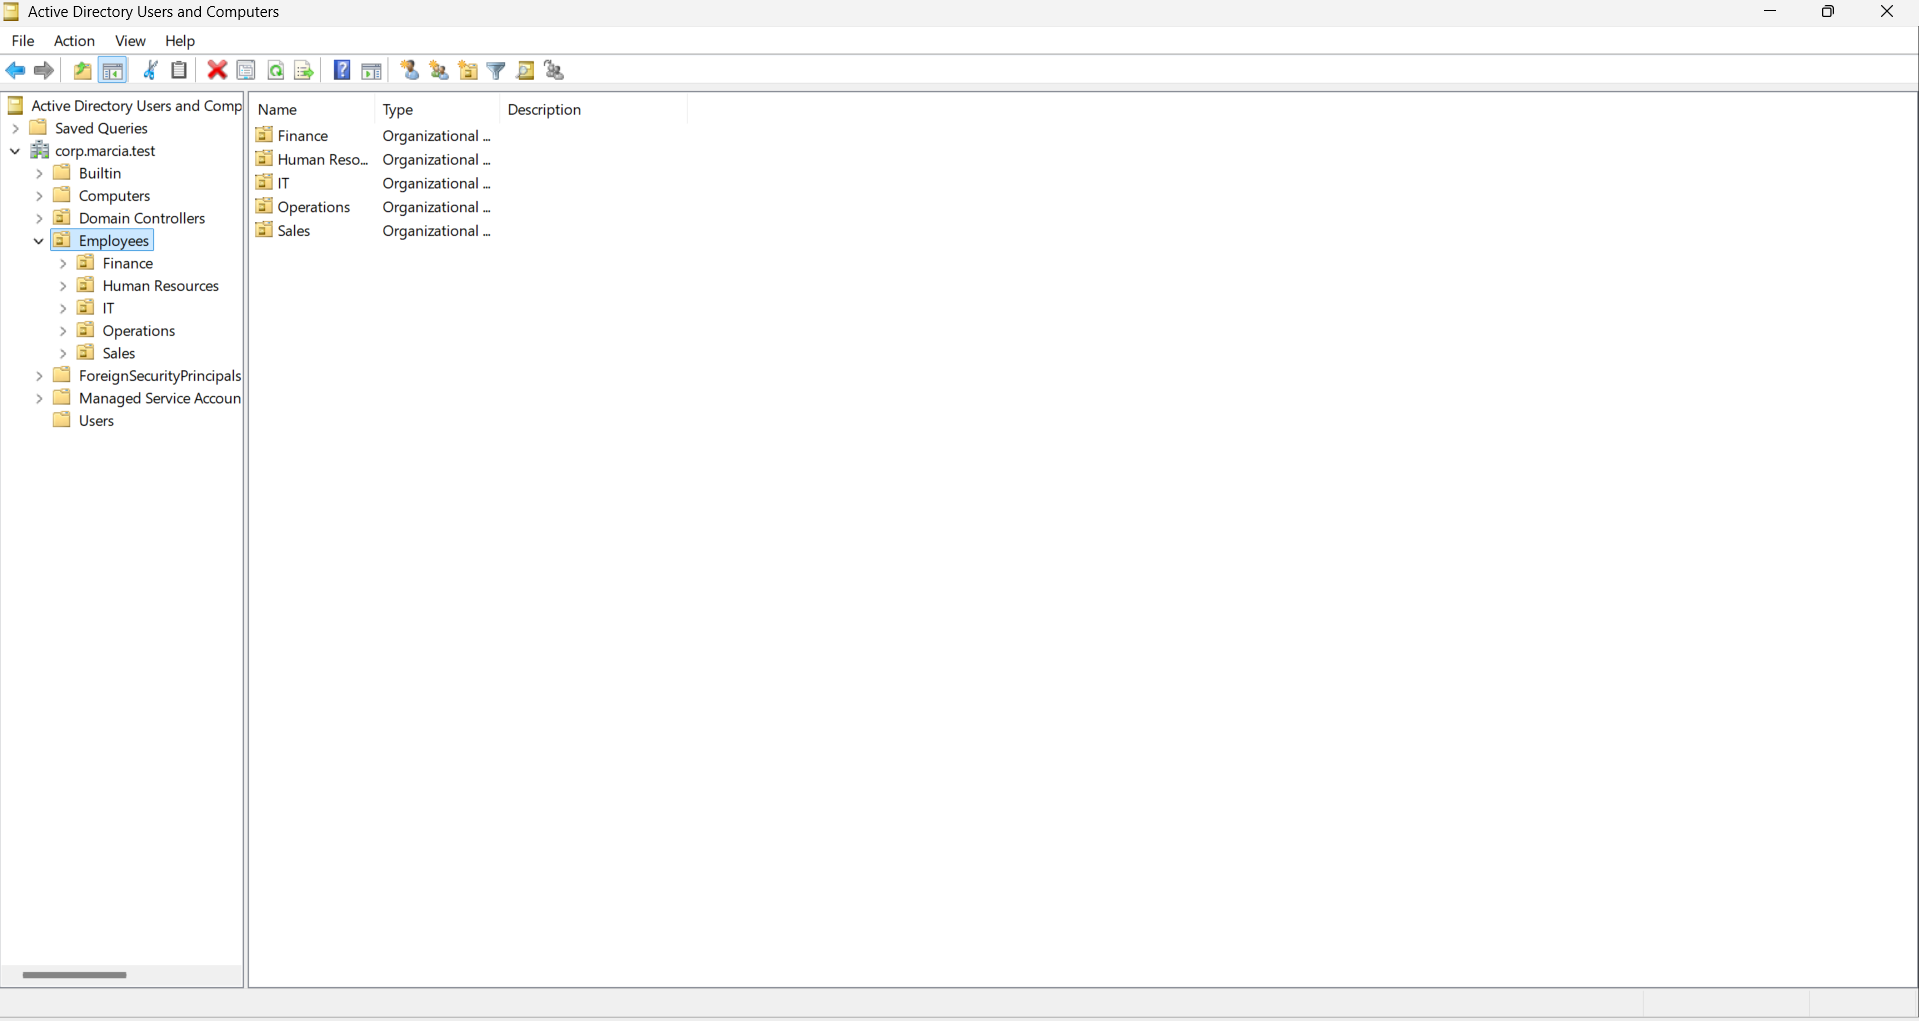 Active Directory Users and Computers
File Action View Help
Active Directory Users and Comp
Saved Queries
corp.marcia.test
Builtin
Computers
Domain Controllers
Employees
Finance
Human Resources
IT
Operations
Sales
ForeignSecurityPrincipals
Managed Service Accoun
Users
Name Type Description
Finance Organizational ...
Human Reso... Organizational ...
IT Organizational ...
Operations Organizational ...
Sales Organizational ...